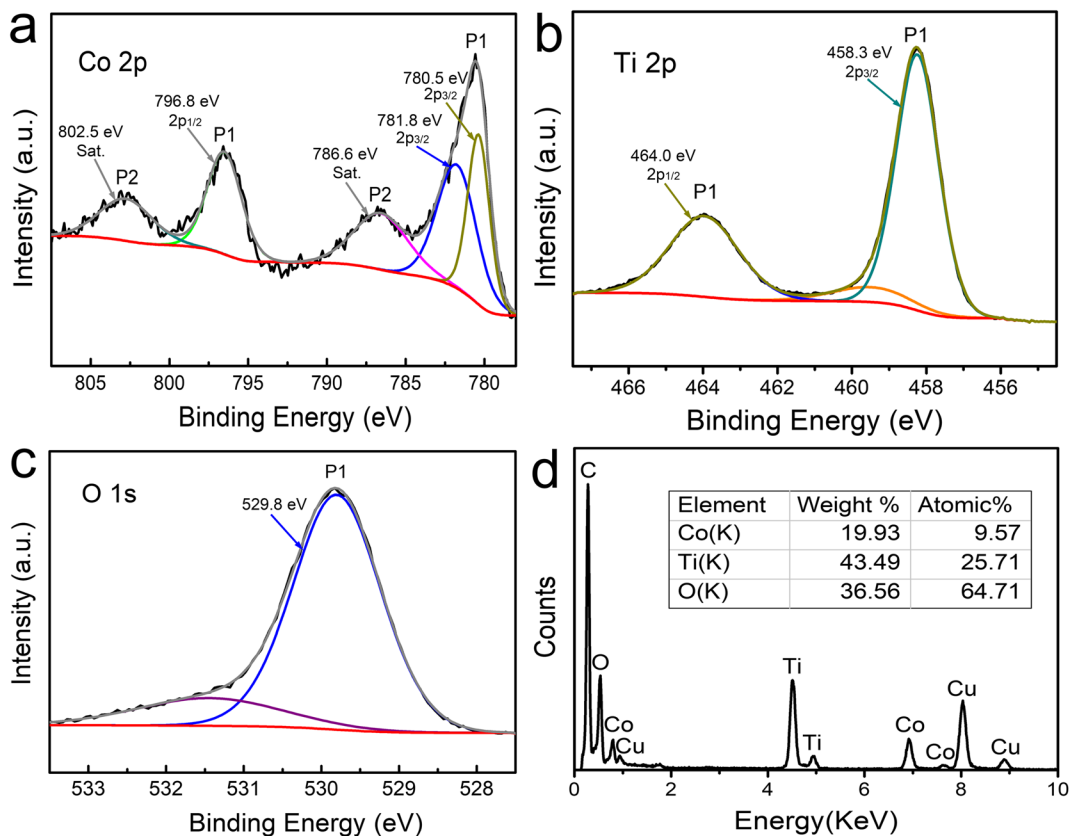 a
Co 2p
P1
780.5 eV
2p3/2
781.8 eV
2p3/2
796.8 eV
2p1/2
P1
802.5 eV
Sat.
786.6 eV
Sat.
P2
P2
Intensity (a.u.)
805 800 795 790 785 780
Binding Energy (eV)
b
Ti 2p
P1
458.3 eV
2p3/2
464.0 eV
2p1/2
P1
Intensity (a.u.)
466 464 462 460 458 456
Binding Energy (eV)
c
O 1s
P1
529.8 eV
Intensity (a.u.)
533 532 531 530 529 528
Binding Energy (eV)
d
C
Element Weight % Atomic%
Co(K) 19.93 9.57
Ti(K) 43.49 25.71
O(K) 36.56 64.71
O
Ti
Cu
Co
Co
Cu
Ti
Co
Cu
Counts
0 2 4 6 8 10
Energy(KeV)